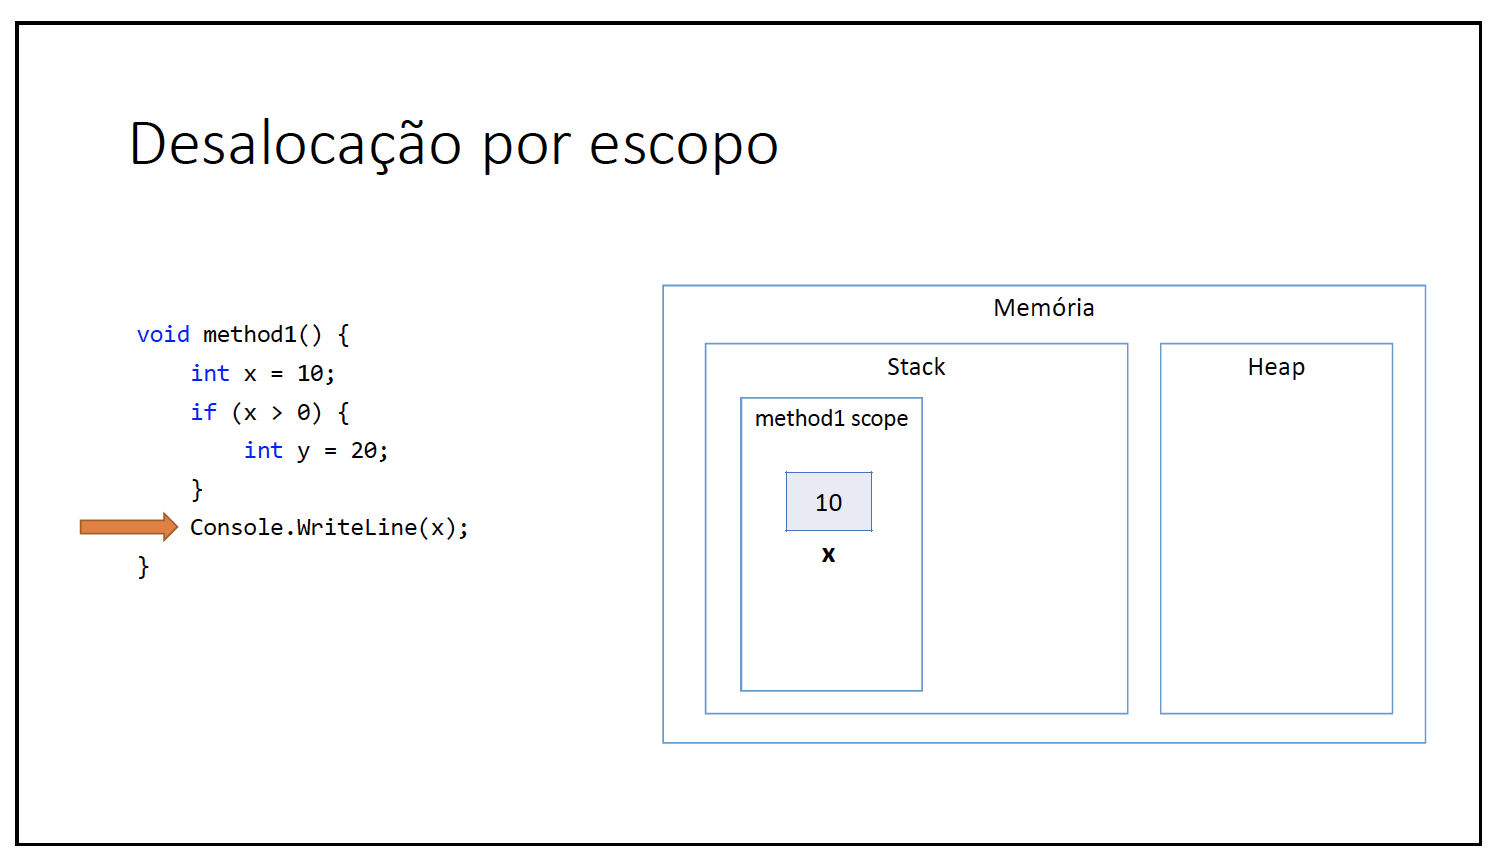 Desalocação por escopo
void method1() {
int x = 10;
if (x > 0) {
int y = 20;
}
Console.WriteLine(x);
}
Memória
Stack
method1 scope
10
x
Heap